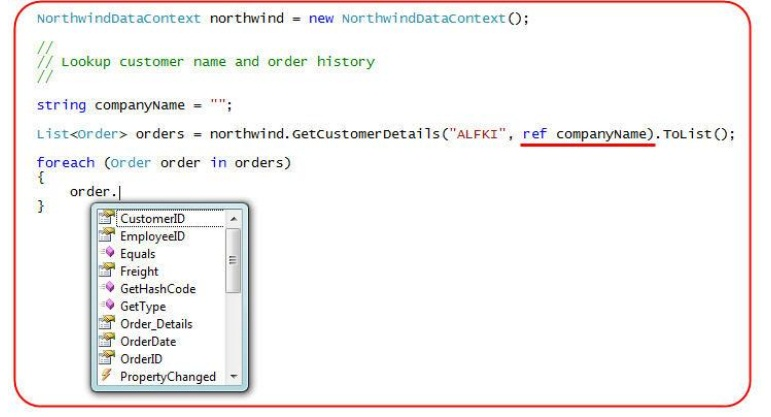 NorthwindDataContext northwind = new NorthwindDataContext();
//
// Lookup customer name and order history
//
string companyName = "";
List<Order> orders = northwind.GetCustomerDetails("ALFKI", ref companyName).ToList();
foreach (Order order in orders)
{
order.
}
CustomerID
EmployeeID
Equals
Freight
GetHashCode
GetType
Order_Details
OrderDate
OrderID
PropertyChanged